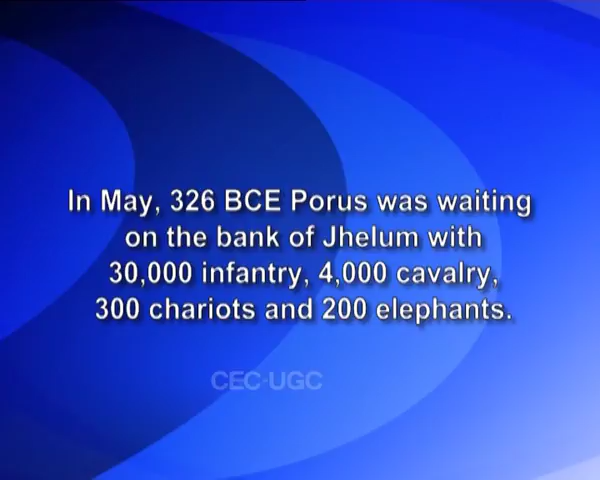 In May, 326 BCE Porus was waiting
on the bank of Jhelum with
30,000 infantry, 4,000 cavalry,
300 chariots and 200 elephants.
CEC-UGC